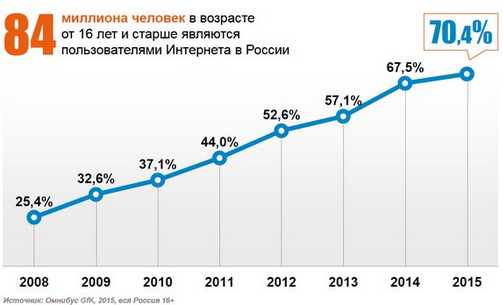 84 миллиона человек в возрасте
от 16 лет и старше являются
пользователями Интернета в России
70,4%
67,5%
57,1%
52,6%
44,0%
37,1%
32,6%
25,4%
2008 2009 2010 2011 2012 2013 2014 2015
Источник: Омнибус GfK, 2015, вся Россия 16+